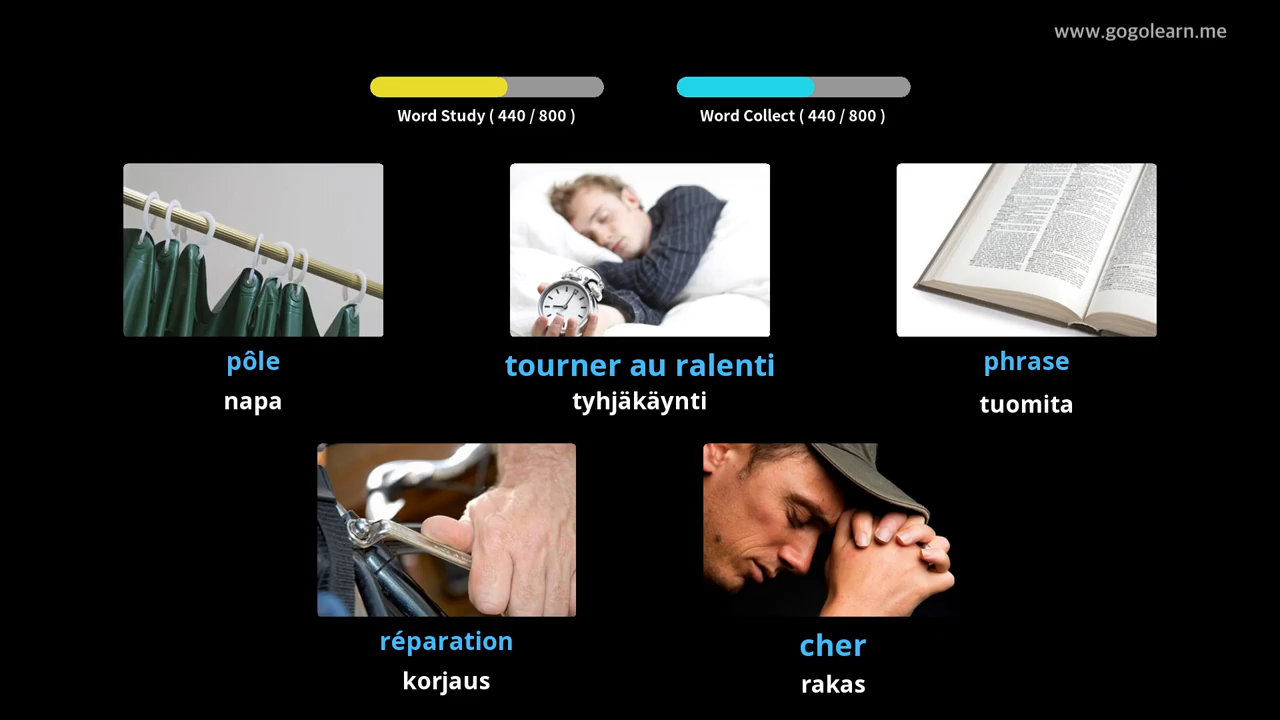 www.gogolearn.me
Word Study ( 440 / 800 )
Word Collect ( 440 / 800 )
pôle
napa
tourner au ralenti
tyhjäkäynti
phrase
tuomita
réparation
korjaus
cher
rakas